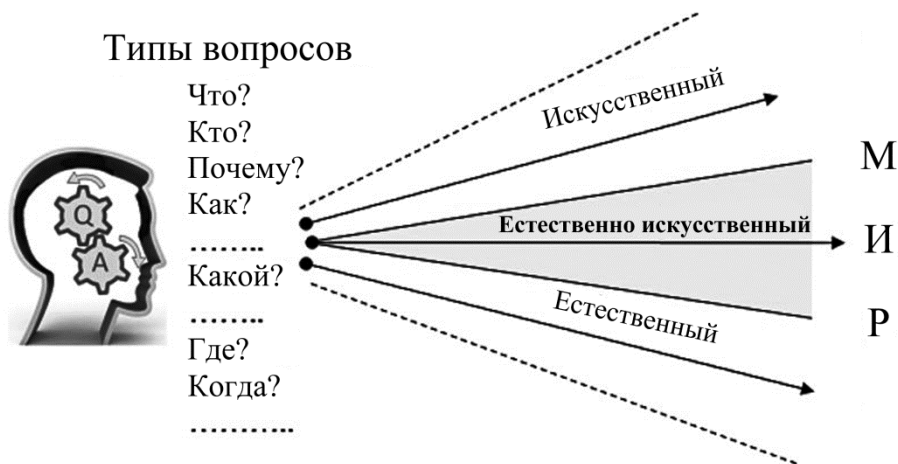 Типы вопросов
Что?
Кто?
Почему?
Как?
........
Какой?
........
Где?
Когда?
...........
Q
A
Искусственный
Естественно искусственный
Естественный
М
И
Р